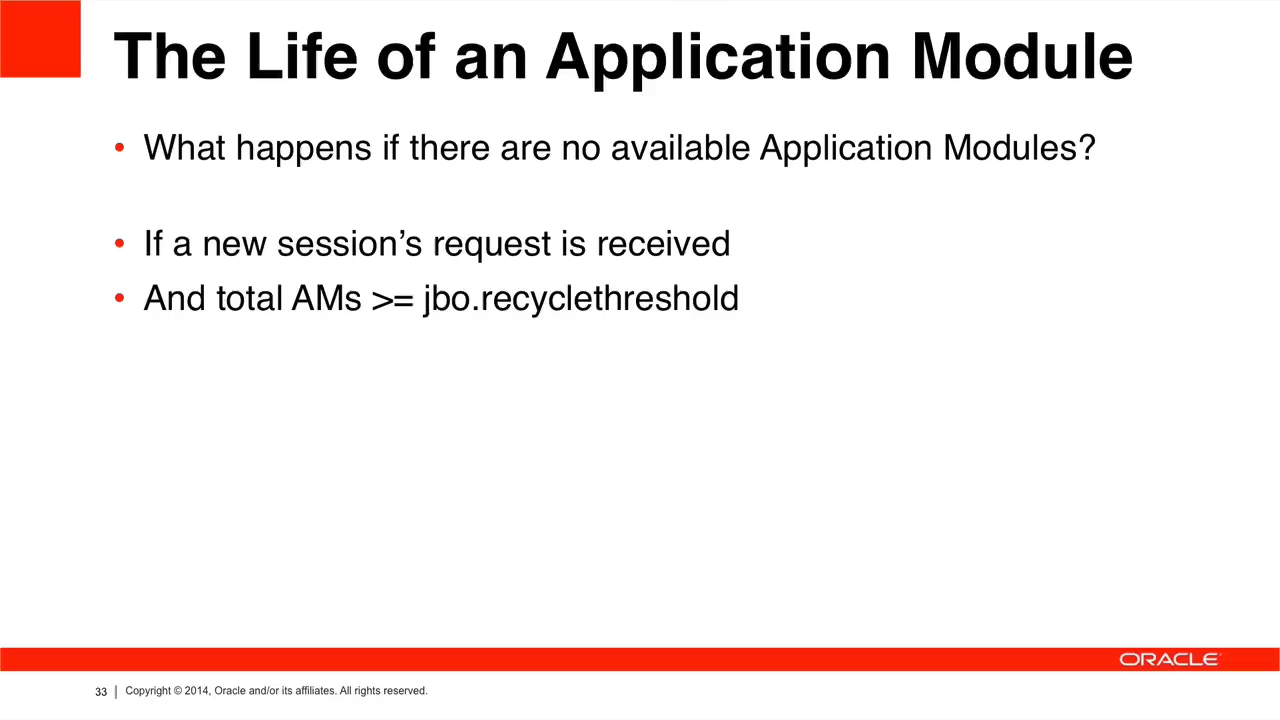 The Life of an Application Module
• What happens if there are no available Application Modules?
• If a new session’s request is received
• And total AMs >= jbo.recyclethreshold
ORACLE
33 | Copyright © 2014, Oracle and/or its affiliates. All rights reserved.